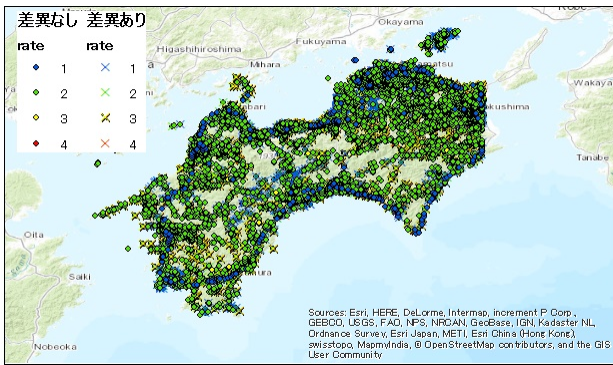 差異なし 差異あり
rate rate
1 1
2 2
3 3
4 4
Okayama
Kobe
Fukuyama
Higashihiroshima
Mihara
Wakaya
Tanabe
Oita
Saiki
Nobeoka
Sources: Esri, HERE, DeLorme, Intermap, increment P Corp.,
GEBCO, USGS, FAO, NPS, NRCAN, GeoBase, IGN, Kadaster NL,
Ordnance Survey, Esri Japan, METI, Esri China (Hong Kong),
swisstopo, MapmyIndia, © OpenStreetMap contributors, and the GIS
User Community